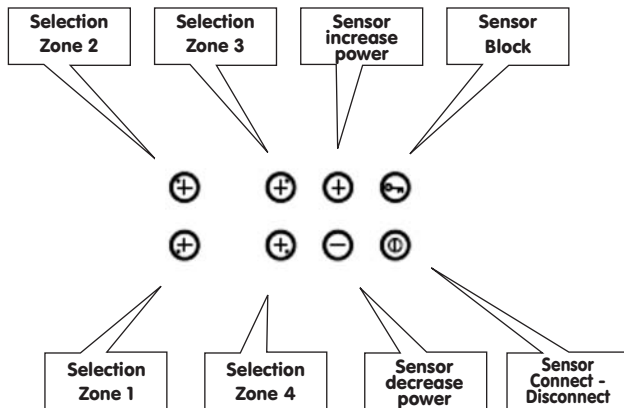 Selection
Zone 2
Selection
Zone 3
Sensor
increase
power
Sensor
Block
Selection
Zone 1
Selection
Zone 4
Sensor
decrease
power
Sensor
Connect -
Disconnect